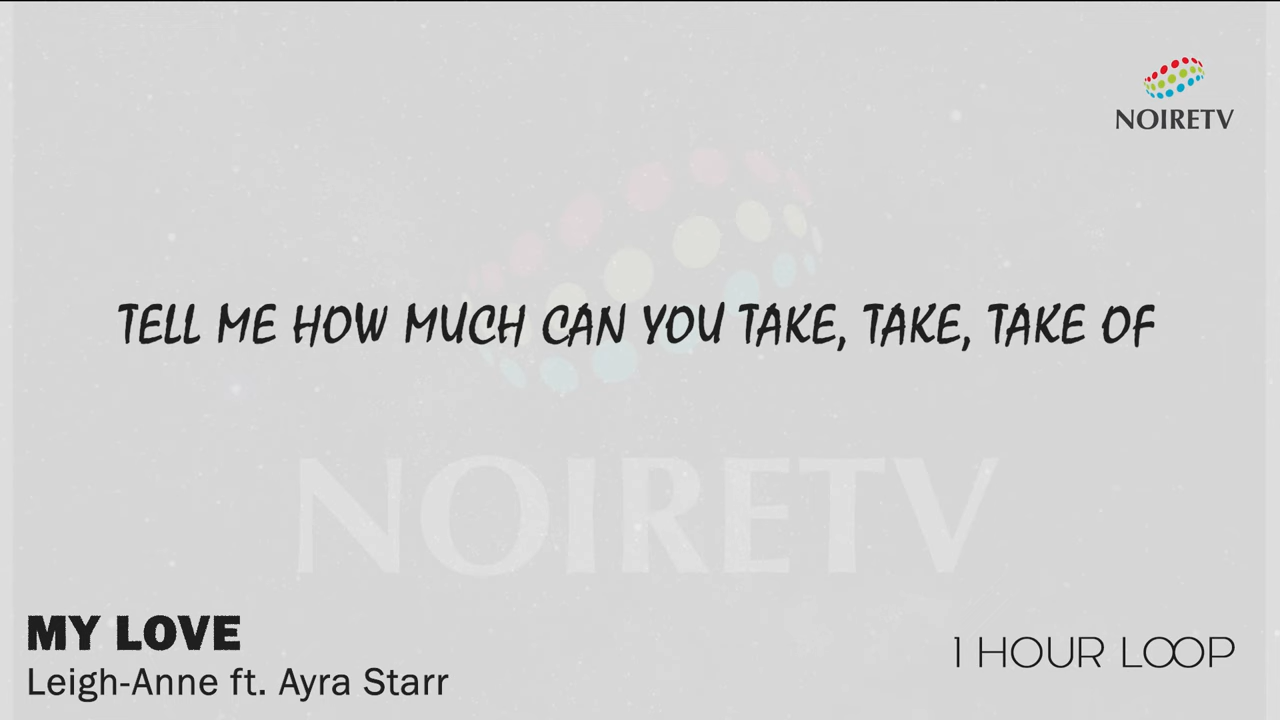 NOIRETV
TELL ME HOW MUCH CAN YOU TAKE, TAKE, TAKE OF
NOIRETV
MY LOVE
Leigh-Anne ft. Ayra Starr
1 HOUR LOOP